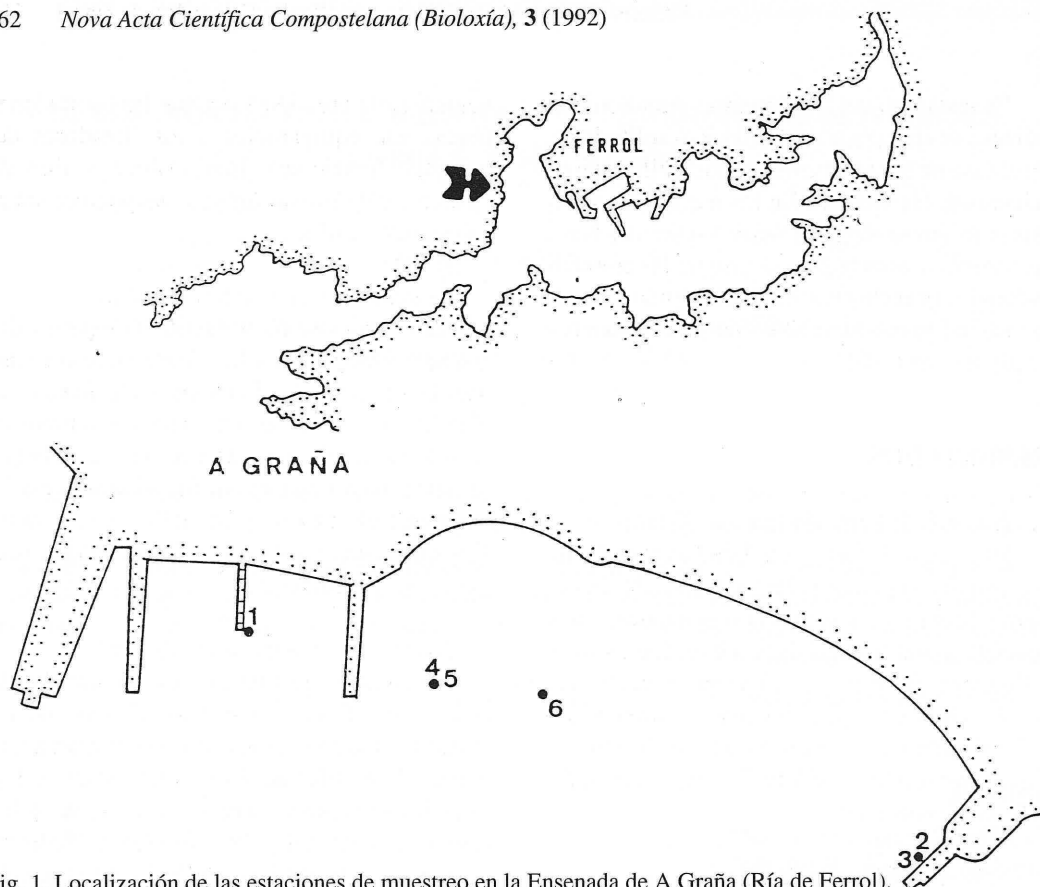 62 Nova Acta Científica Compostelana (Bioloxía), 3 (1992)
FERROL
A GRAÑA
1
4
5
6
2
3
ig. 1. Localización de las estaciones de muestreo en la Ensenada de A Graña (Ría de Ferrol).